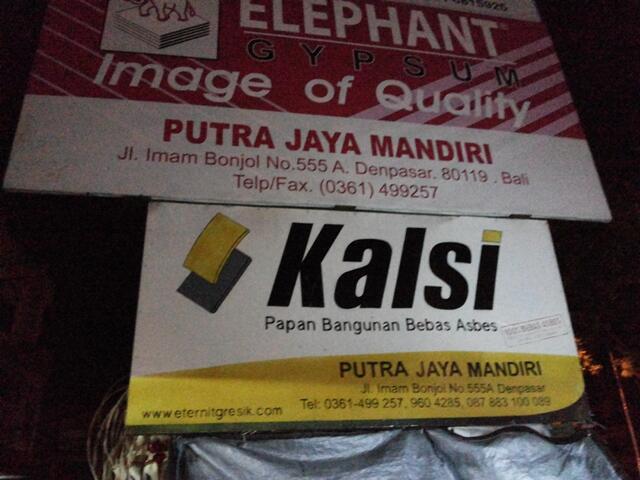 ELEPHANT
GYPSUM
Image of Quality
PUTRA JAYA MANDIRI
Jl. Imam Bonjol No.555 A. Denpasar. 80119 . Bali
Telp/Fax. (0361) 499257
Kalsi
Papan Bangunan Bebas Asbes
PUTRA JAYA MANDIRI
Jl. Imam Bonjol No 555A Denpasar
www.eternitgresik.com
Tel: 0361-499 257, 960 4285, 087 883 100 089